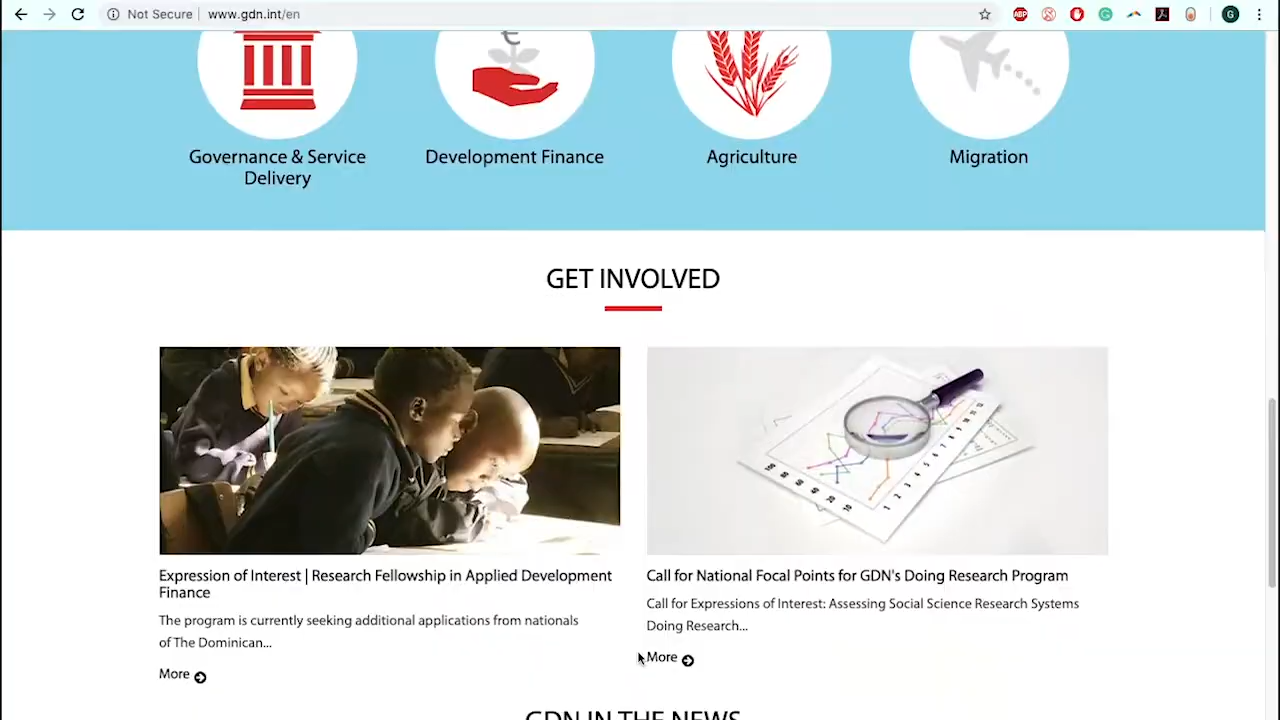 Not Secure
www.gdn.int/en
ABP
G
€
Governance & Service
Delivery
Development Finance
Agriculture
Migration
GET INVOLVED
Expression of Interest | Research Fellowship in Applied Development
Finance
The program is currently seeking additional applications from nationals
of The Dominican...
More
Call for National Focal Points for GDN's Doing Research Program
Call for Expressions of Interest: Assessing Social Science Research Systems
Doing Research...
More
GDN IN THE NEWS